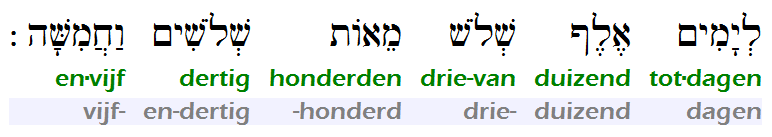 לְיָמִים אֶלֶף שְׁלֹשׁ מֵאוֹת שְׁלֹשִׁים וַחֲמִשָּׁה :
en·vijf dertig honderden drie-van duizend tot·dagen
vijf- en-dertig -honderd drie- duizend dagen